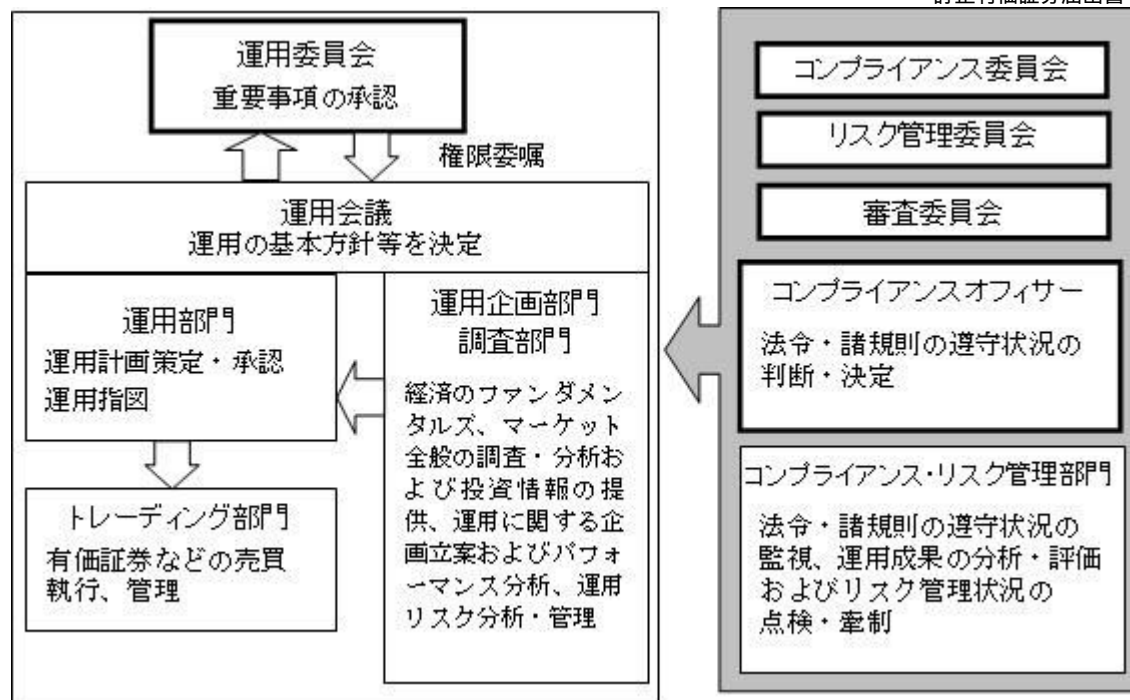 運用委員会
重要事項の承認
権限委嘱
運用会議
運用の基本方針等を決定
運用部門
運用計画策定・承認
運用指図
トレーディング部門
有価証券などの売買
執行、管理
運用企画部門
調査部門
経済のファンダメン
タルズ、マーケット
全般の調査・分析お
よび投資情報の提
供、運用に関する企
画立案およびパフォ
ーマンス分析、運用
リスク分析・管理
コンプライアンス委員会
リスク管理委員会
審査委員会
コンプライアンスオフィサー
法令・諸規則の遵守状況の
判断・決定
コンプライアンス・リスク管理部門
法令・諸規則の遵守状況の
監視、運用成果の分析・評価
およびリスク管理状況の
点検・牽制